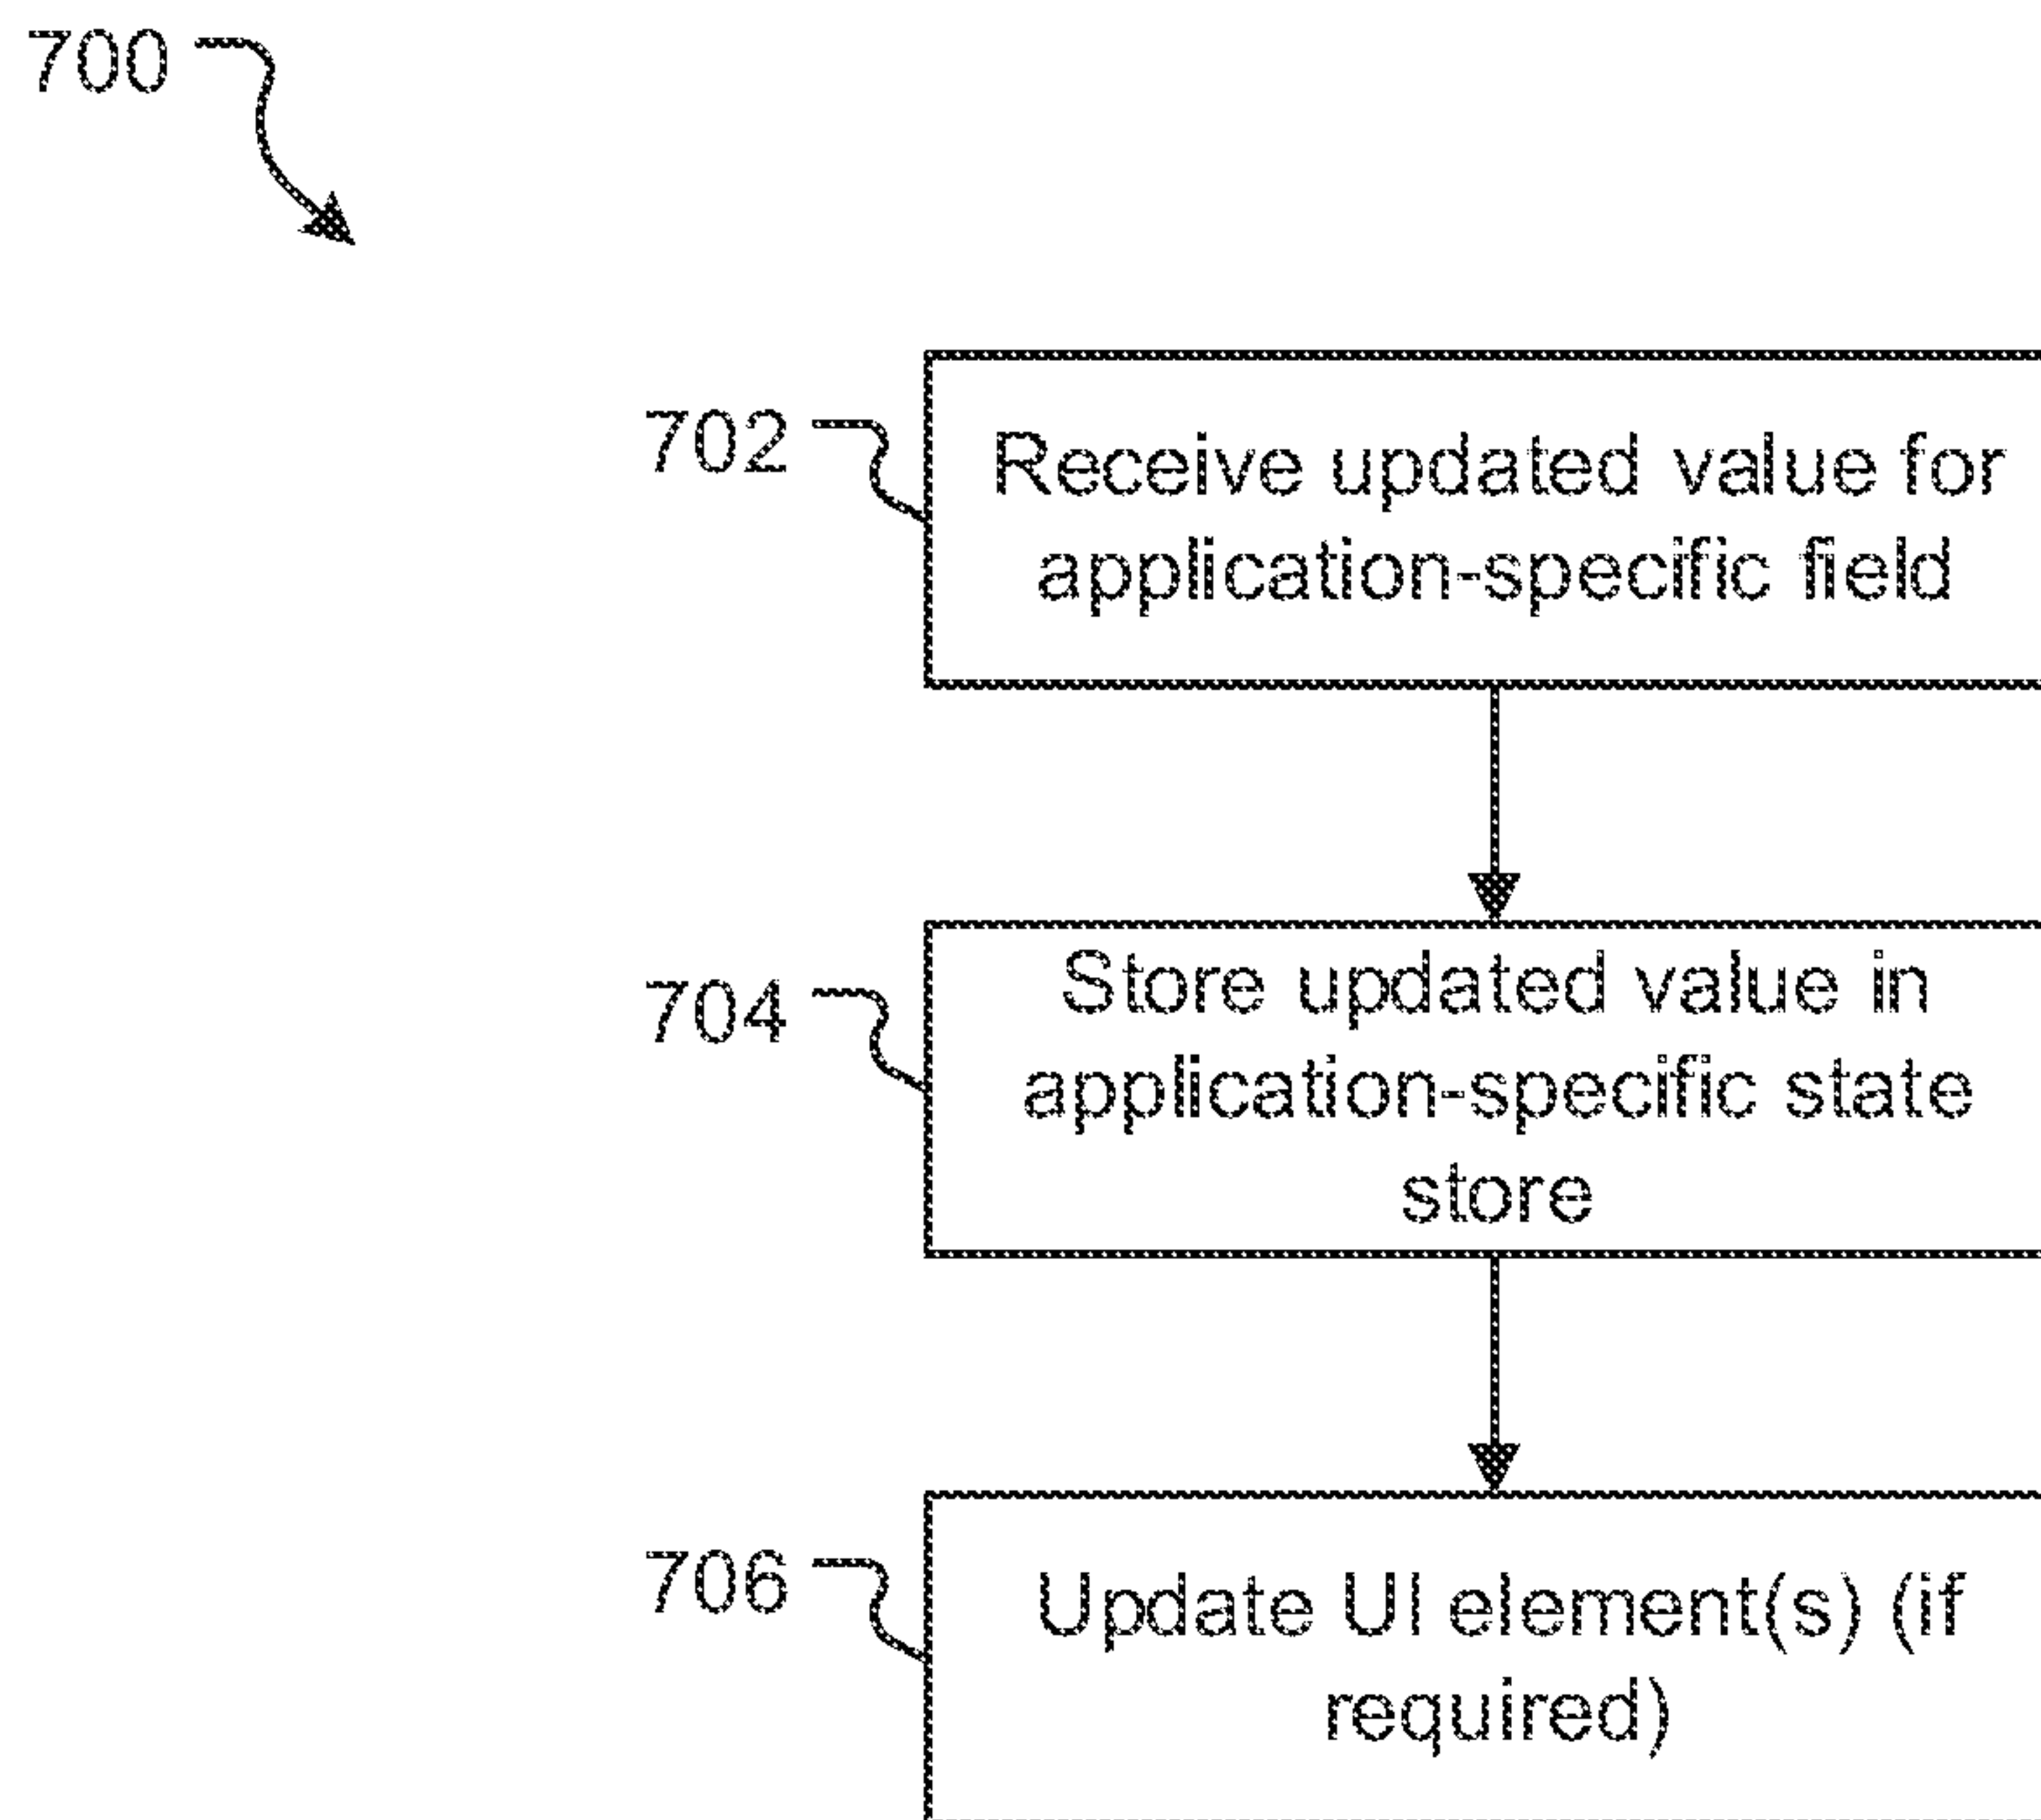 700
702
Receive updated value for
application-specific field
704
Store updated value in
application-specific state
store
706
Update UI element(s) (if
required)